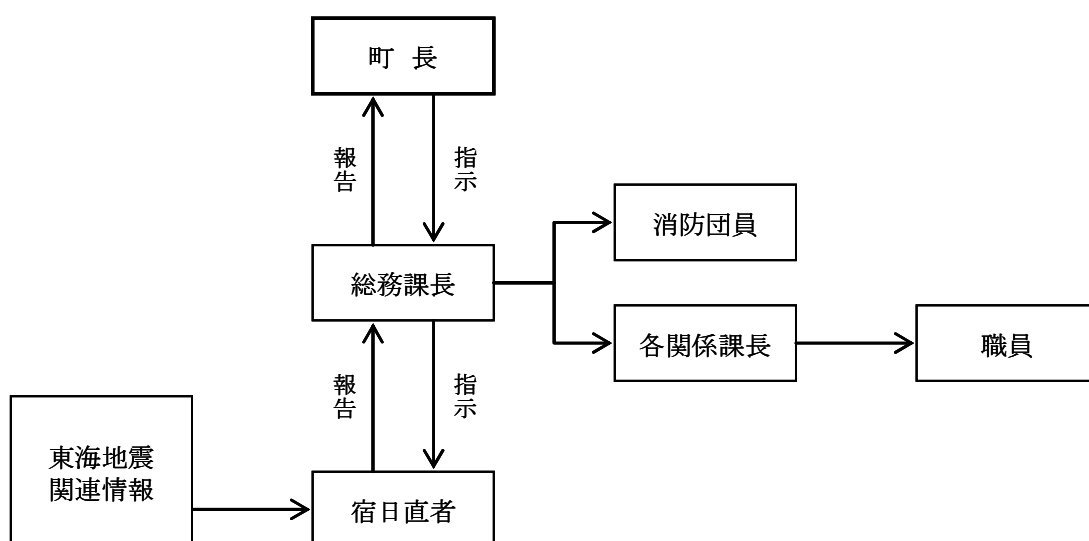 町 長
報告
指示
消防団員
総務課長
各関係課長
職員
報告
指示
東海地震
関連情報
宿日直者